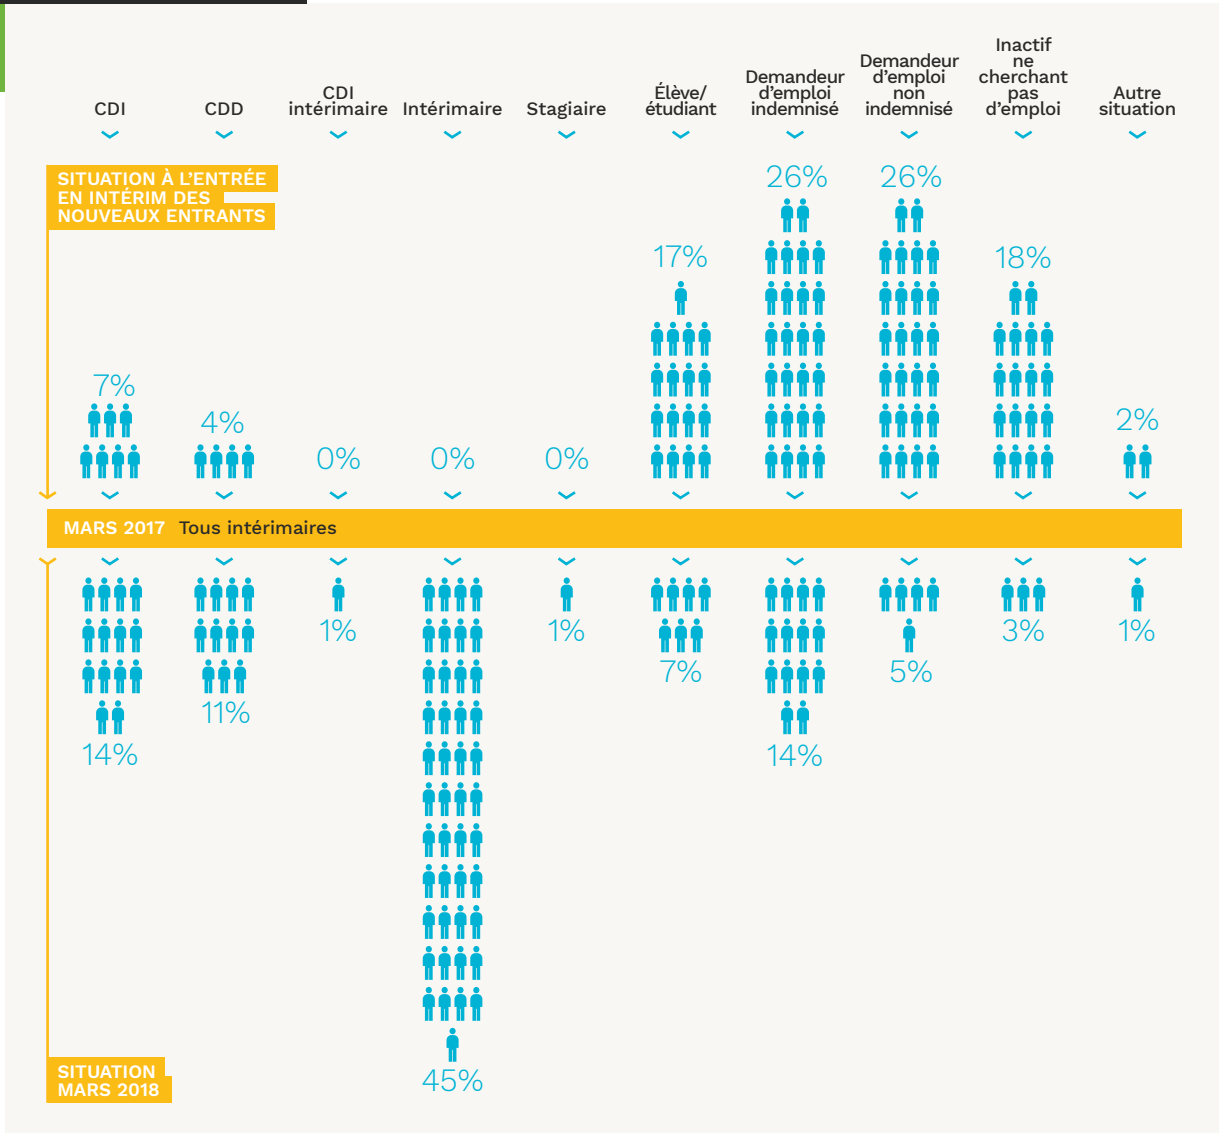 CDI
CDD
CDI
intérimaire
Intérimaire
Stagiaire
Élève/
étudiant
Demandeur
d’emploi
indemnisé
Demandeur
d’emploi
non
indemnisé
Inactif
ne
cherchant
pas
d’emploi
Autre
situation
SITUATION À L’ENTRÉE
EN INTÉRIM DES
NOUVEAUX ENTRANTS
7%
4%
0%
0%
0%
17%
26%
26%
18%
2%
MARS 2017 Tous intérimaires
14%
11%
1%
45%
1%
7%
14%
5%
3%
1%
SITUATION
MARS 2018